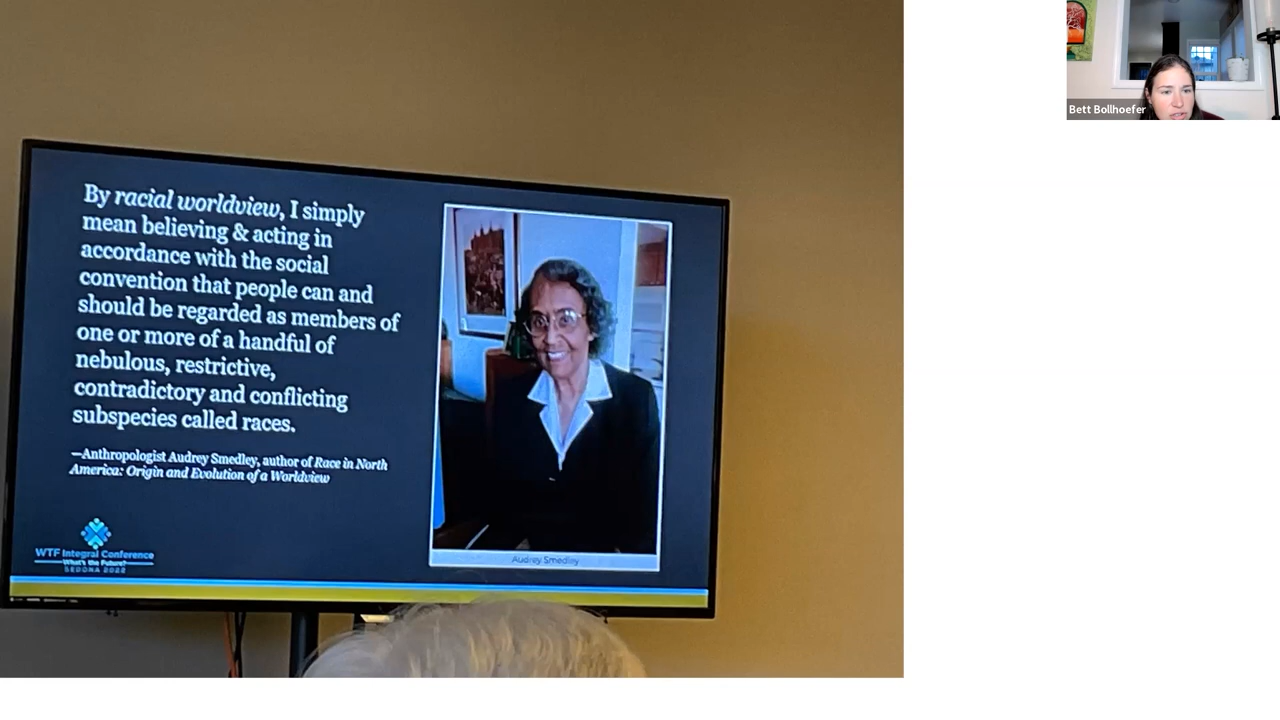 By racial worldview, I simply
mean believing & acting in
accordance with the social
convention that people can and
should be regarded as members of
one or more of a handful of
nebulous, restrictive,
contradictory and conflicting
subspecies called races.
—Anthropologist Audrey Smedley, author of Race in North
America: Origin and Evolution of a Worldview
WTF Integral Conference
What's the Future?
SEDONA 2022
Audrey Smedley
Bett Bollhoefer